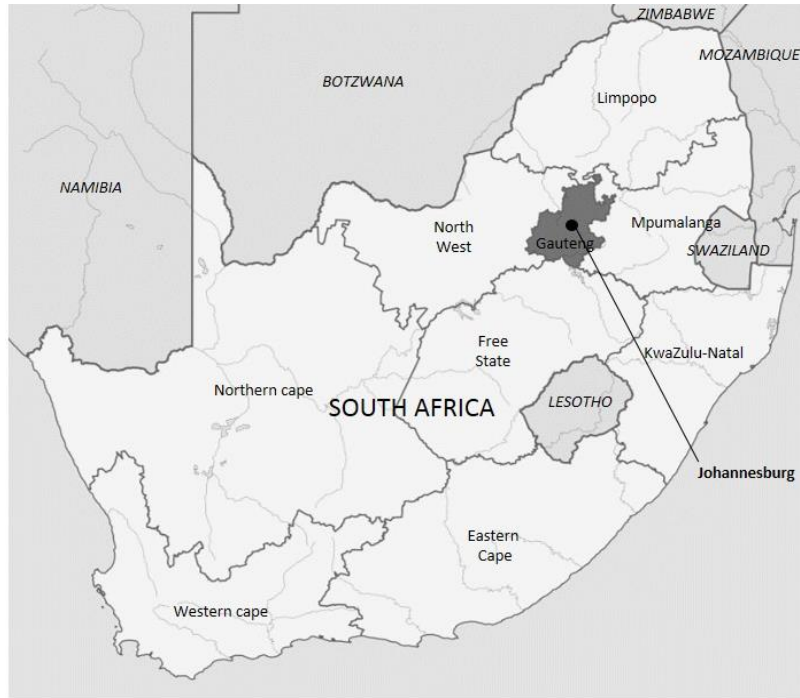 ZIMBABWE
MOZAMBIQUE
BOTZWANA
Limpopo
NAMIBIA
North
West
Mpumalanga
Gauteng
SWAZILAND
Free
State
KwaZulu-Natal
Northern cape
SOUTH AFRICA
LESOTHO
Johannesburg
Eastern
Cape
Western cape